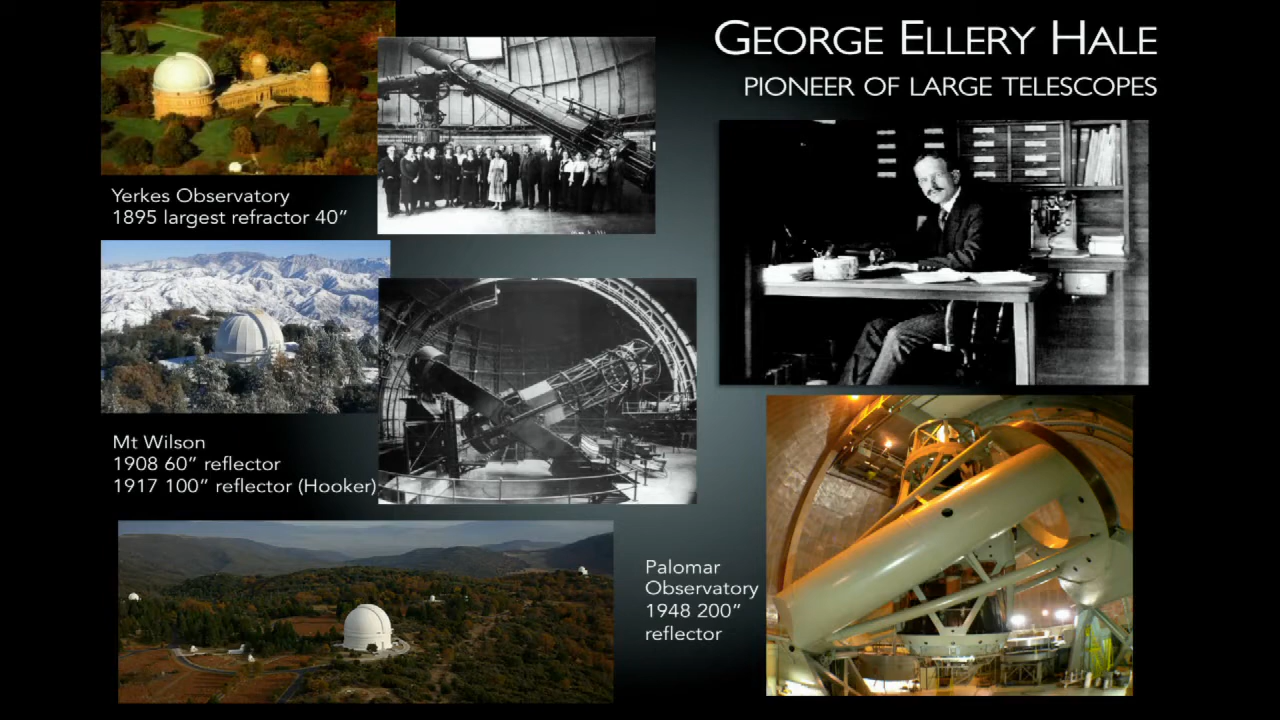 GEORGE ELLERY HALE
PIONEER OF LARGE TELESCOPES
Yerkes Observatory
1895 largest refractor 40”
Mt Wilson
1908 60” reflector
1917 100” reflector (Hooker)
Palomar
Observatory
1948 200”
reflector